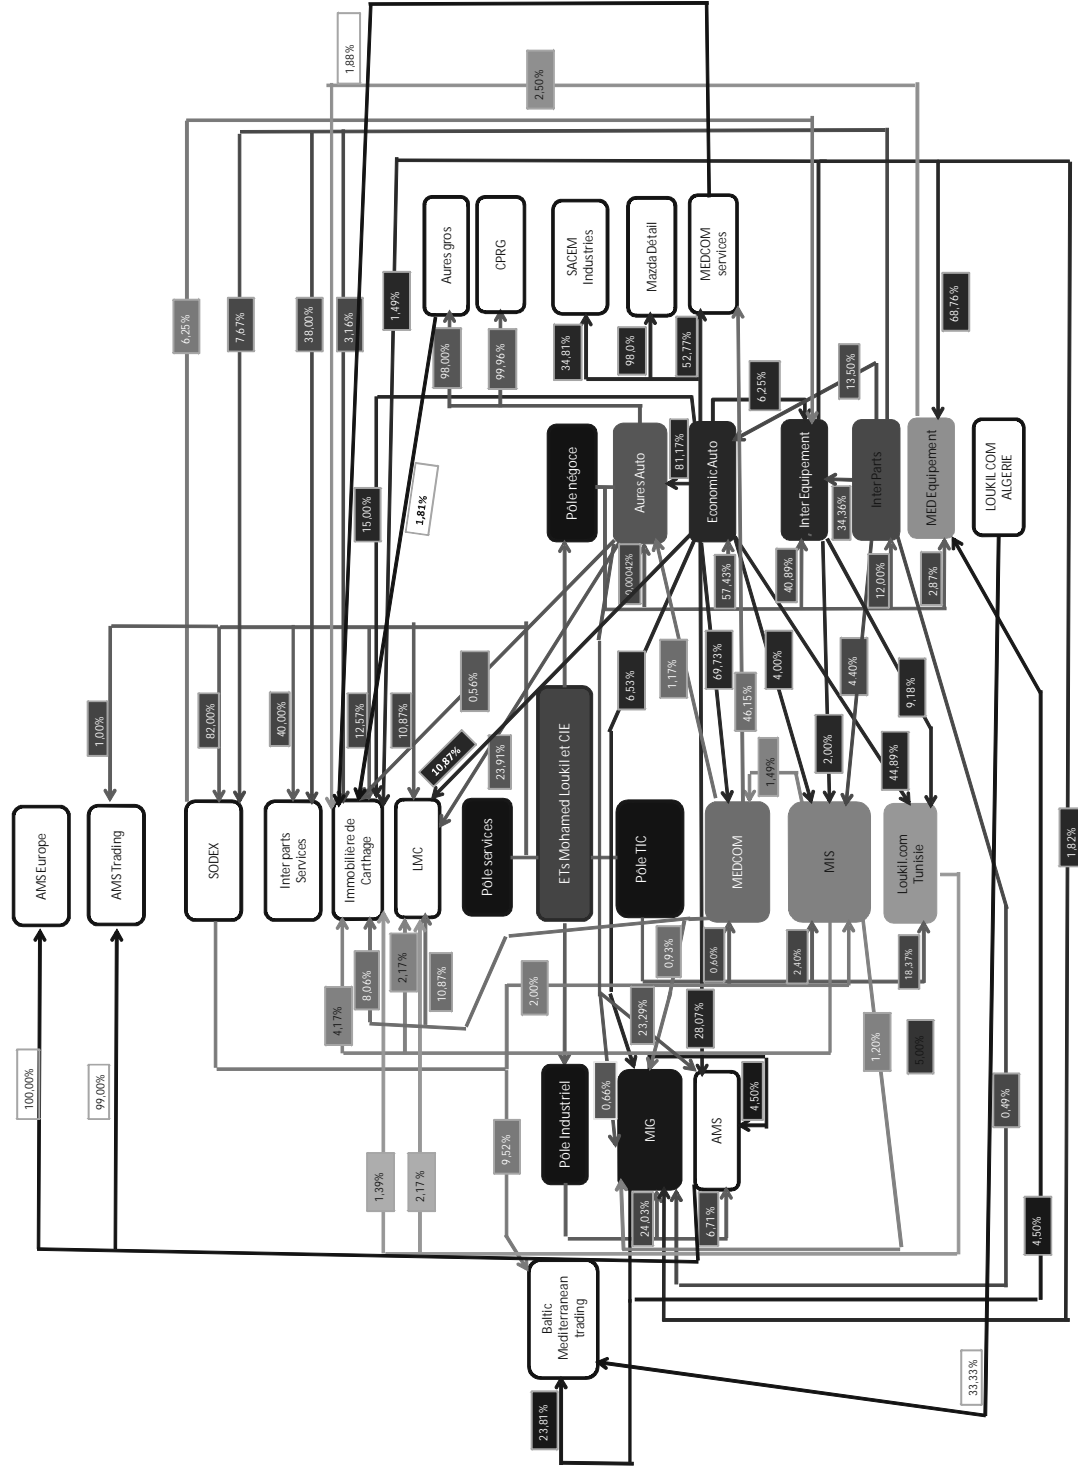 1,88%
2,50%
6,25%
7,67%
38,00%
3,16%
1,49%
Aures gros
CPRG
SACEM
Industries
Mazda Détail
MEDCOM
services
98,00%
99,96%
34,81%
98,0%
52,77%
6,25%
13,50%
68,76%
15,00%
1,81%
Pôle négoce
Aures Auto
81,17%
Economic Auto
Inter Equipement
34,36%
Inter Parts
MED Equipement
LOUKIL COM
ALGERIE
0,00042%
57,43%
40,89%
12,00%
2,87%
1,00%
82,00%
40,00%
12,57%
10,87%
0,56%
10,87%
23,91%
6,53%
1,17%
69,73%
46,15%
4,00%
4,40%
9,18%
1,49%
2,00%
44,89%
AMS Europe
AMS Trading
SODEX
Inter parts
Services
Immobilière de
Carthage
LMC
Pôle services
ETs Mohamed Loukil et CIE
Pôle TIC
MEDCOM
MIS
Loukil.com
Tunisie
1,82%
4,17%
8,06%
2,17%
10,87%
2,00%
0,93%
0,60%
2,40%
18,37%
23,29%
28,07%
1,20%
5,00%
100,00%
99,00%
Pôle Industriel
0,66%
MIG
AMS
4,50%
0,49%
1,39%
2,17%
9,52%
24,03%
6,71%
4,50%
Baltic
Mediterranean
trading
23,81%
33,33%